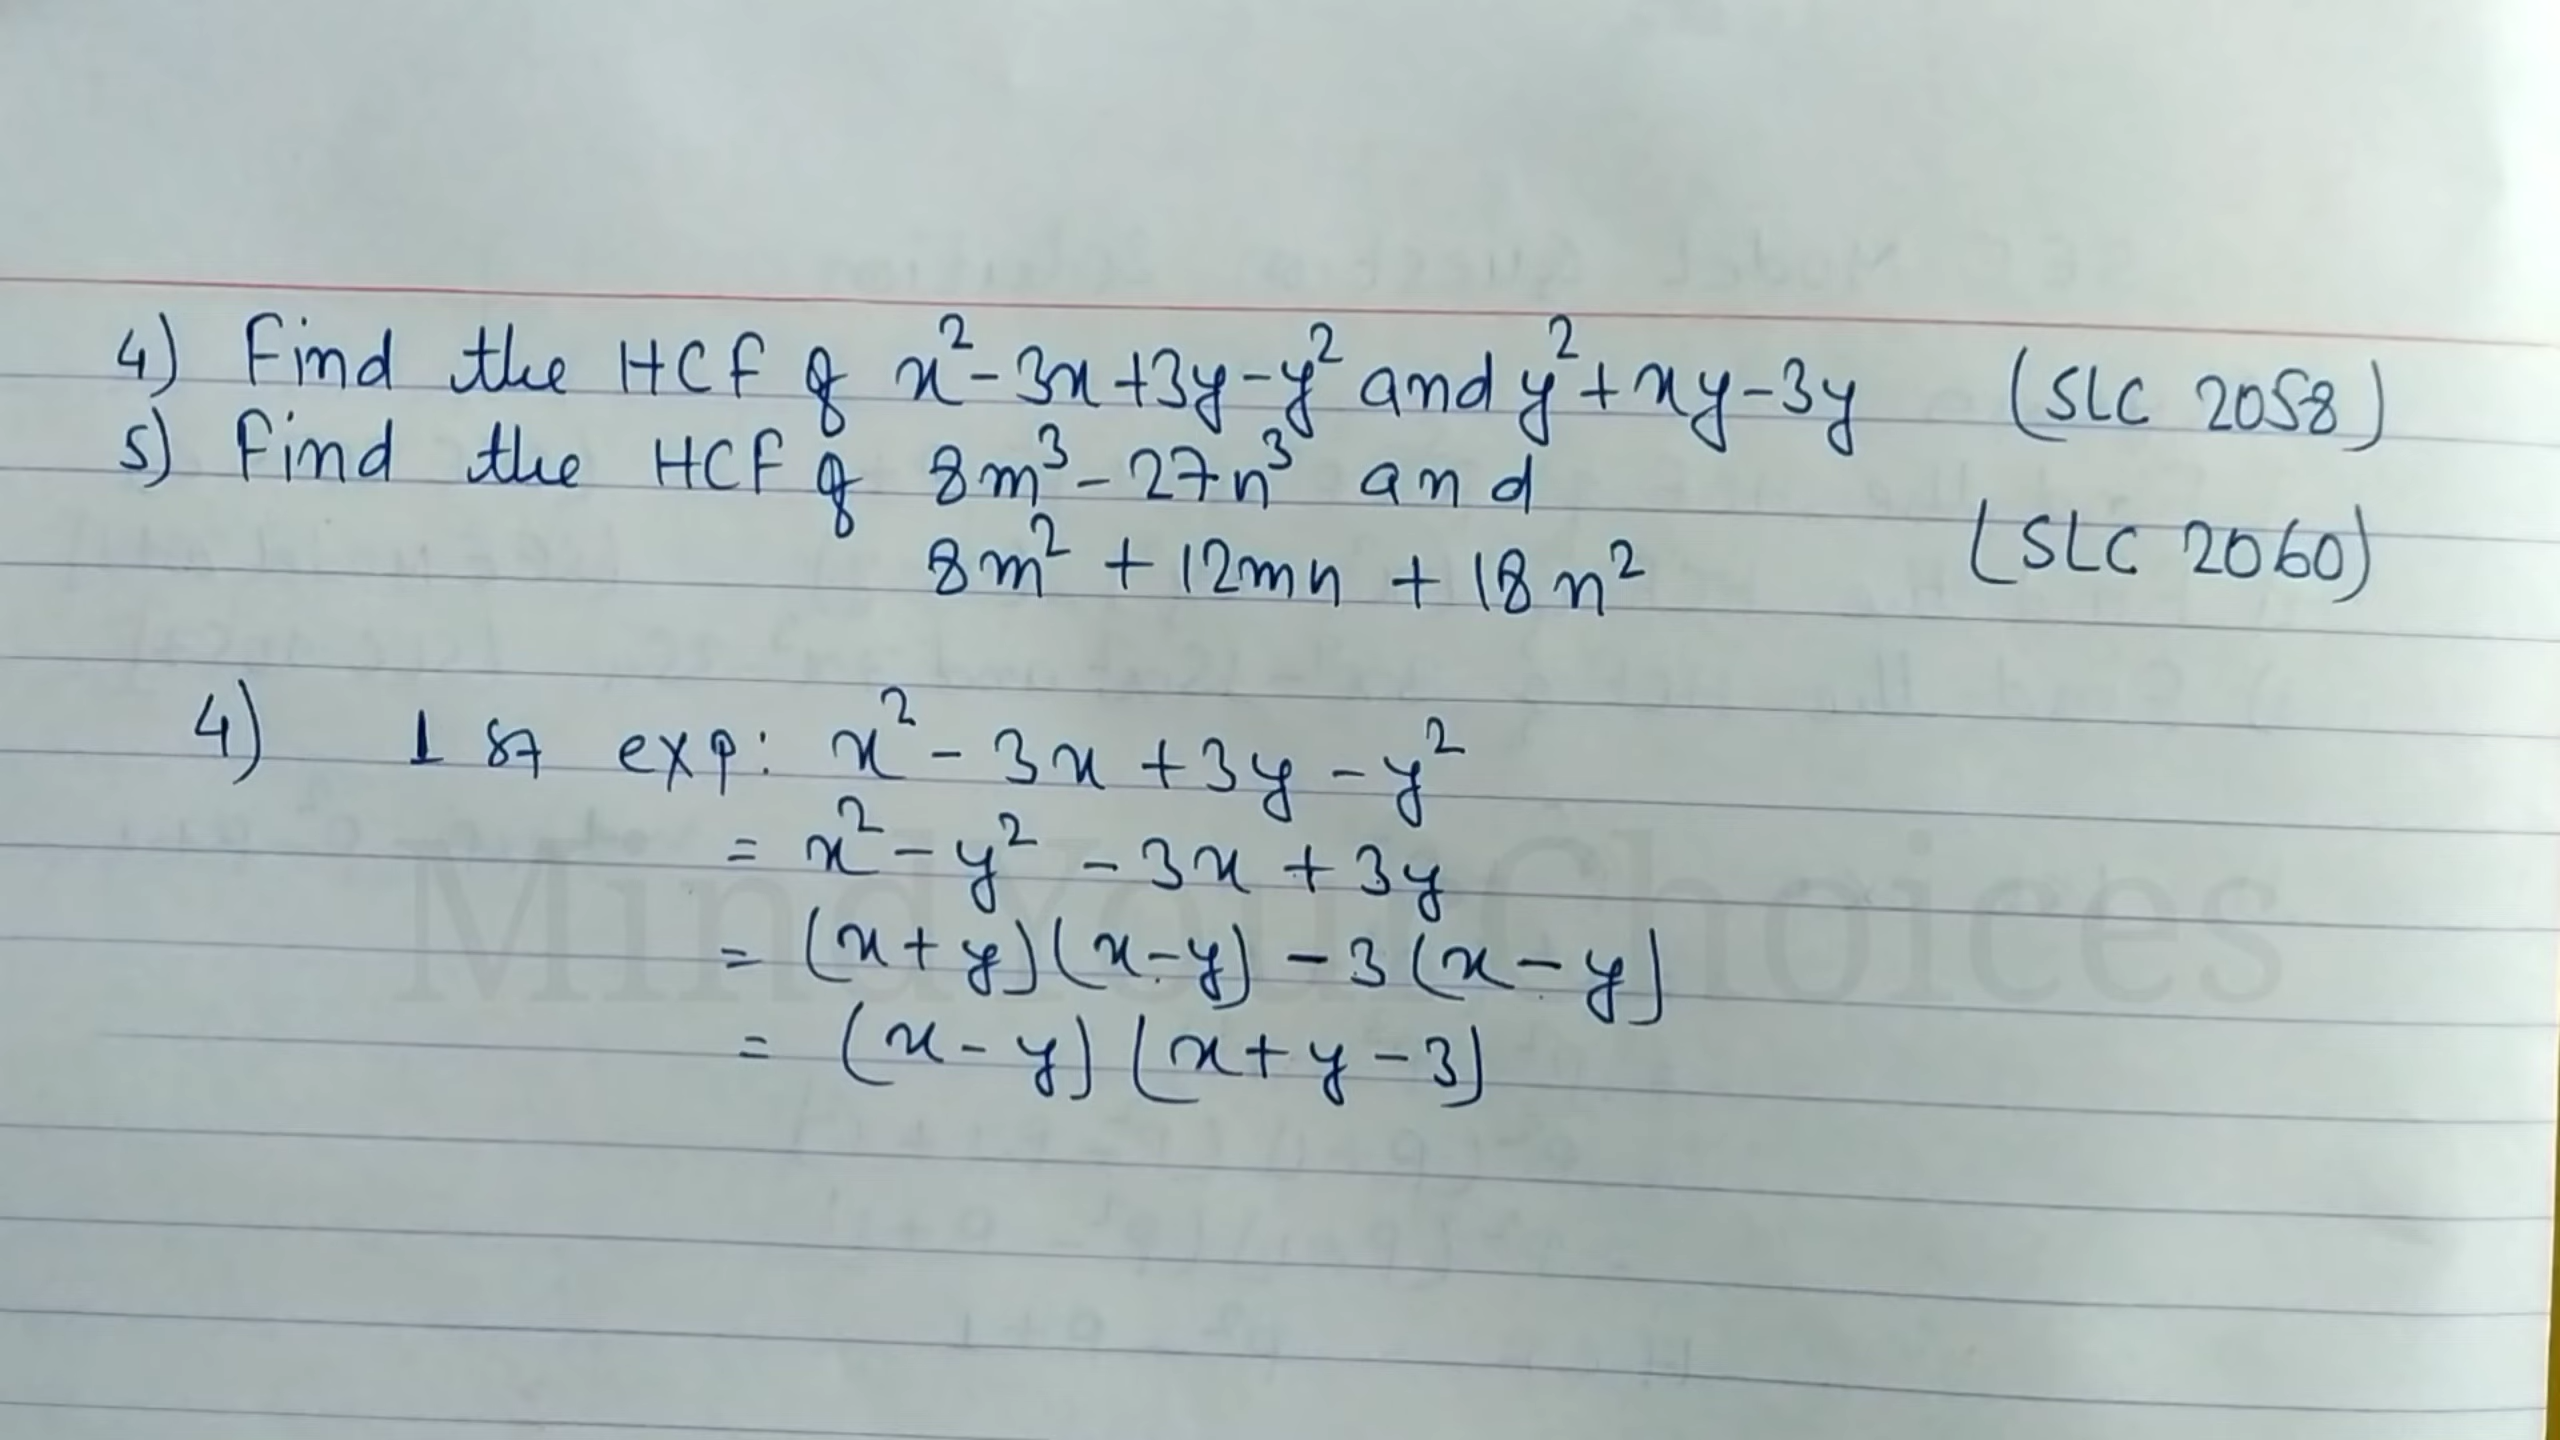 4) Find the HCF of x² - 3x + 3y - y² and y² + xy - 3y (SLC 2058)
5) Find the HCF of 8m³ - 27n³ and
8m² + 12mn + 18n² (SLC 2060)
4) 1st exp: x² - 3x + 3y - y²
= x² - y² - 3x + 3y
= (x + y)(x - y) - 3(x - y)
= (x - y)(x + y - 3)
MindYourChoices